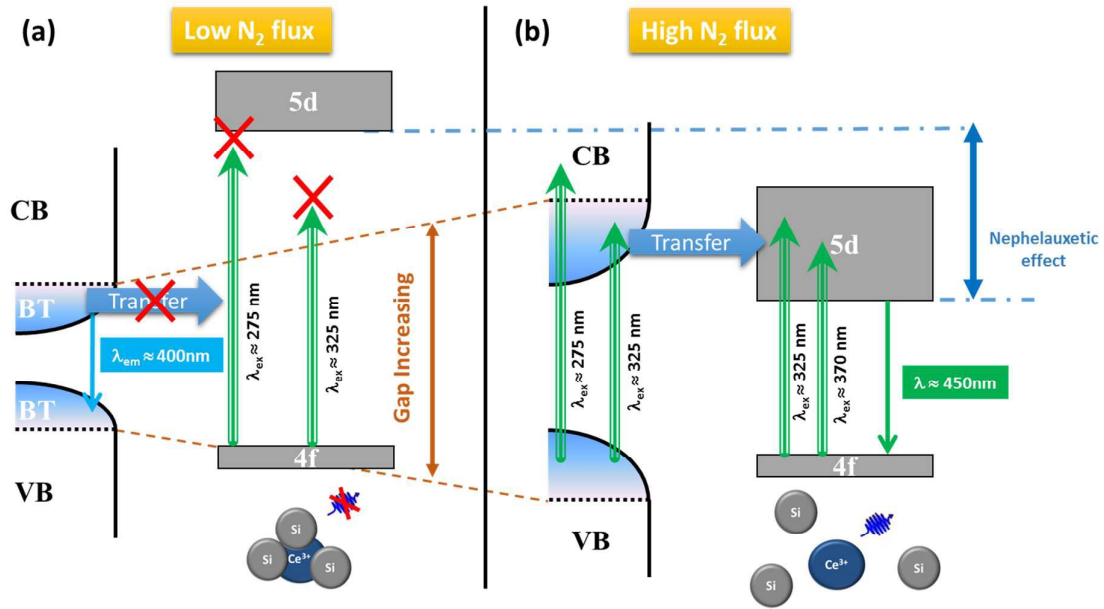 (a)
Low N₂ flux
5d
CB
BT
Transfer
λem ≈ 400nm
BT
VB
λex ≈ 275 nm
λex ≈ 325 nm
4f
Gap Increasing
Si
Si
Ce³⁺
Si
(b)
High N₂ flux
CB
Transfer
5d
Nephelauxetic
effect
λex ≈ 275 nm
λex ≈ 325 nm
λex ≈ 325 nm
λex ≈ 370 nm
λ ≈ 450nm
4f
VB
Si
Ce³⁺
Si
Si